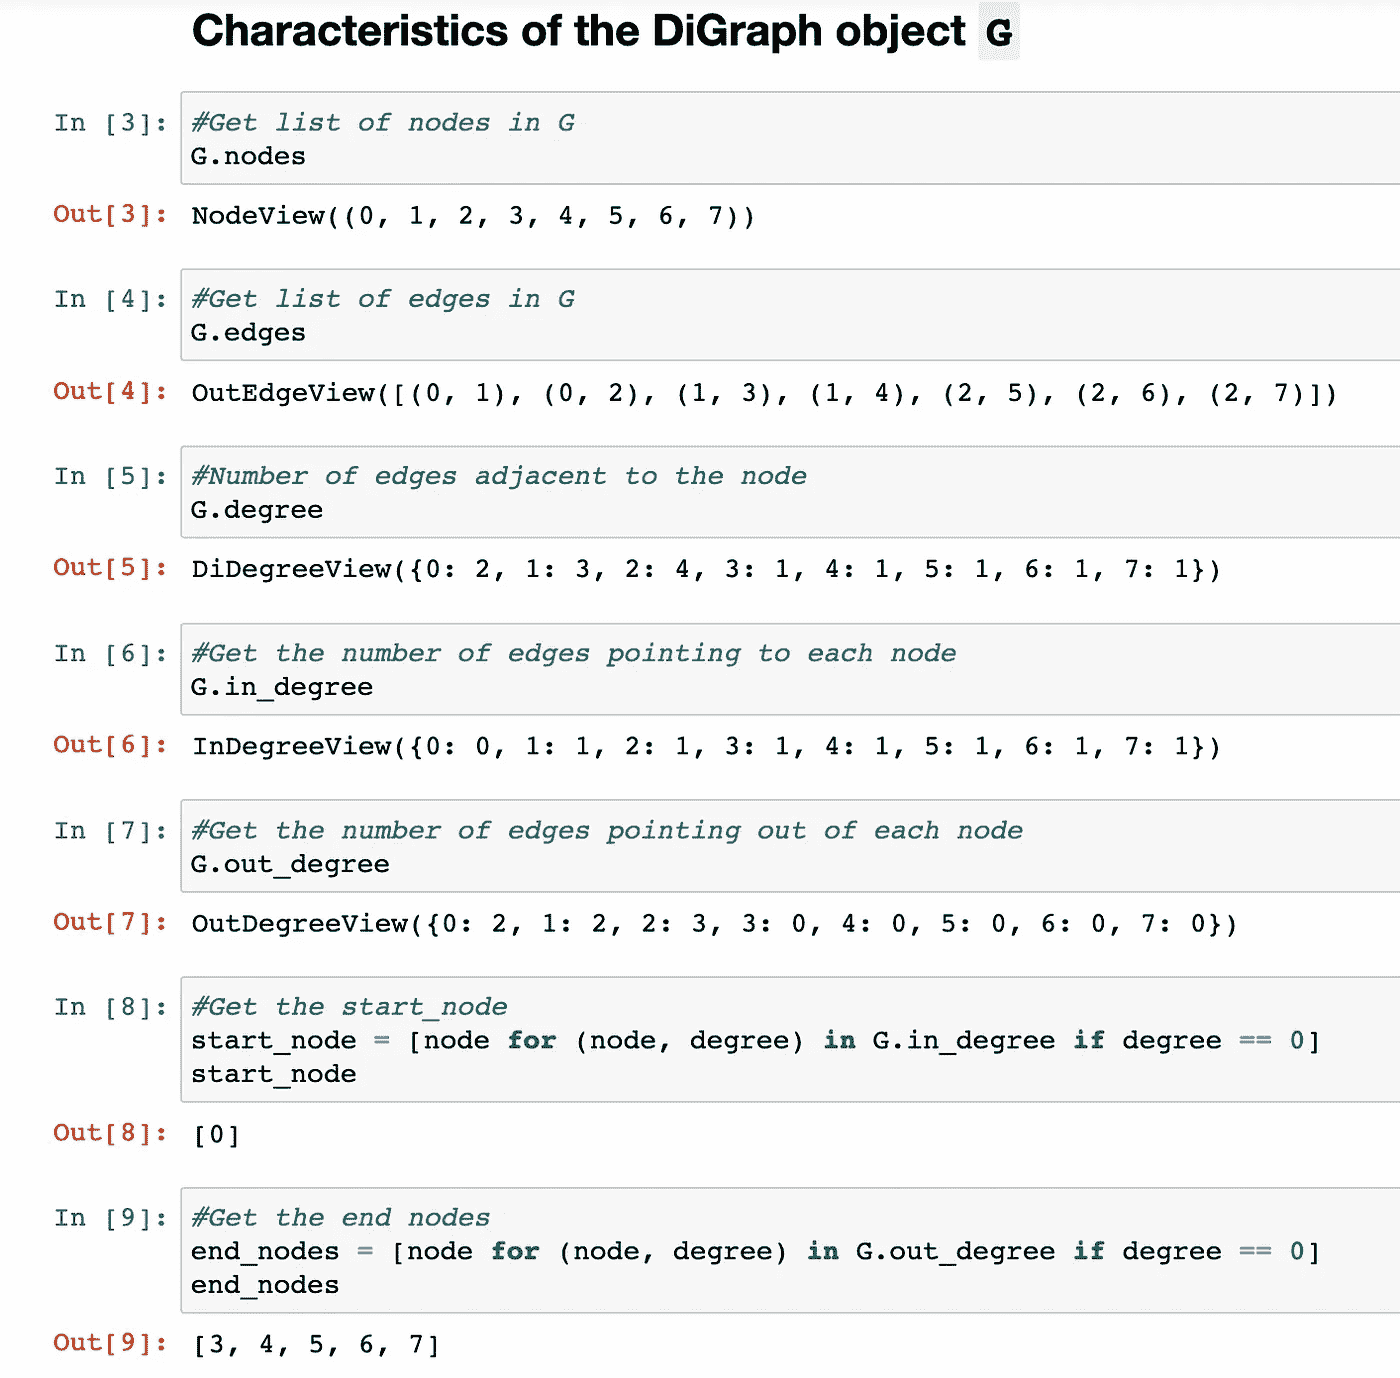 Characteristics of the DiGraph object G
In [3]: #Get list of nodes in G
G.nodes
Out[3]: NodeView((0, 1, 2, 3, 4, 5, 6, 7))
In [4]: #Get list of edges in G
G.edges
Out[4]: OutEdgeView([(0, 1), (0, 2), (1, 3), (1, 4), (2, 5), (2, 6), (2, 7)])
In [5]: #Number of edges adjacent to the node
G.degree
Out[5]: DiDegreeView({0: 2, 1: 3, 2: 4, 3: 1, 4: 1, 5: 1, 6: 1, 7: 1})
In [6]: #Get the number of edges pointing to each node
G.in_degree
Out[6]: InDegreeView({0: 0, 1: 1, 2: 1, 3: 1, 4: 1, 5: 1, 6: 1, 7: 1})
In [7]: #Get the number of edges pointing out of each node
G.out_degree
Out[7]: OutDegreeView({0: 2, 1: 2, 2: 3, 3: 0, 4: 0, 5: 0, 6: 0, 7: 0})
In [8]: #Get the start_node
start_node = [node for (node, degree) in G.in_degree if degree == 0]
start_node
Out[8]: [0]
In [9]: #Get the end nodes
end_nodes = [node for (node, degree) in G.out_degree if degree == 0]
end_nodes
Out[9]: [3, 4, 5, 6, 7]